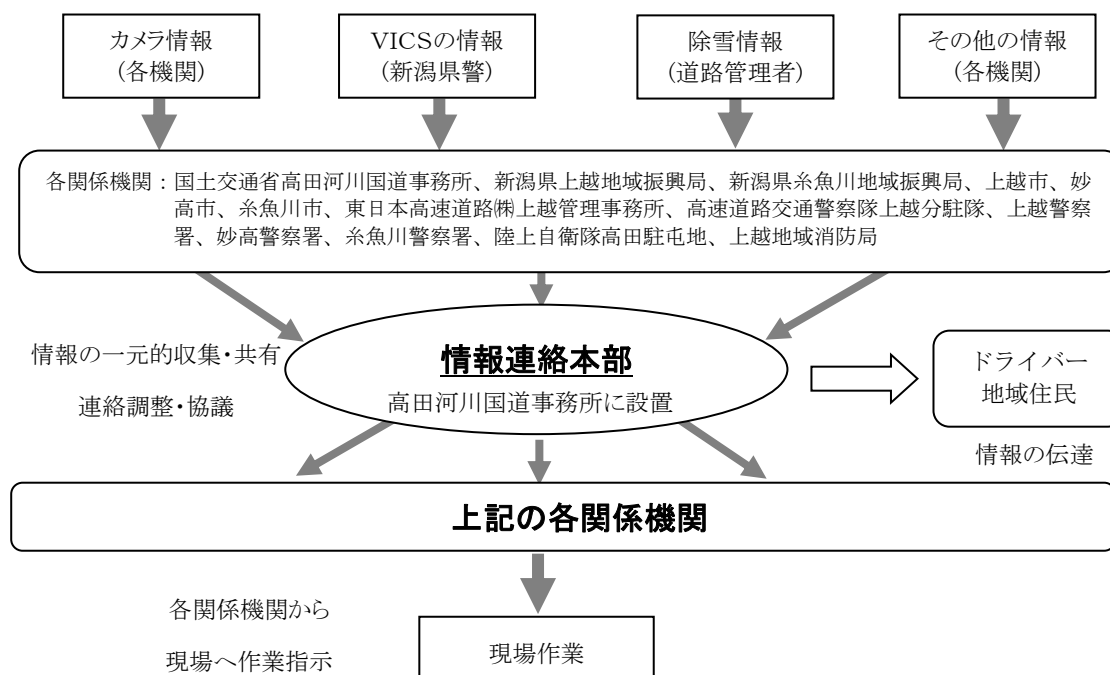 カメラ情報
(各機関)
VICSの情報
(新潟県警)
除雪情報
(道路管理者)
その他の情報
(各機関)
各関係機関：国土交通省高田河川国道事務所、新潟県上越地域振興局、新潟県糸魚川地域振興局、上越市、妙
高市、糸魚川市、東日本高速道路㈱上越管理事務所、高速道路交通警察隊上越分駐隊、上越警察
署、妙高警察署、糸魚川警察署、陸上自衛隊高田駐屯地、上越地域消防局
情報の一元的収集・共有
連絡調整・協議
情報連絡本部
高田河川国道事務所に設置
ドライバー
地域住民
情報の伝達
上記の各関係機関
各関係機関から
現場へ作業指示
現場作業